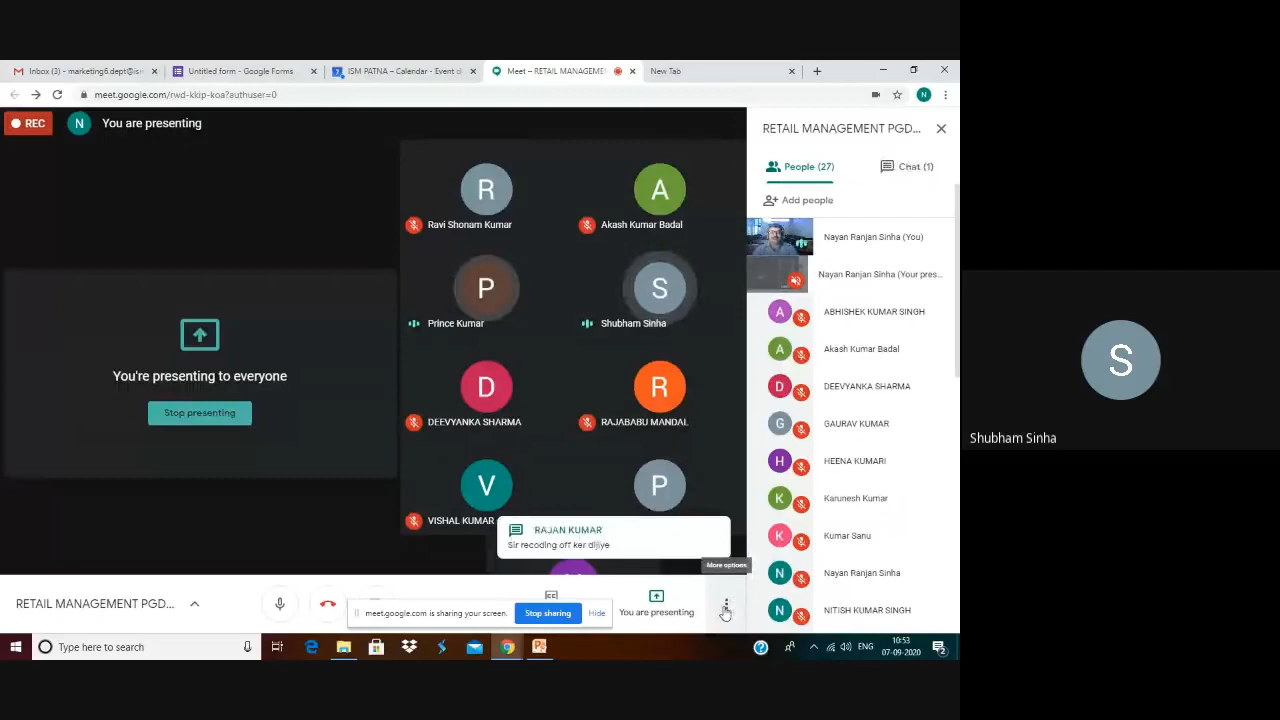 Inbox (3) - marketing6.dept@is
Untitled form - Google Forms
ISM PATNA – Calendar - Event d
Meet – RETAIL MANAGEMEN
New Tab
meet.google.com/rwd-kkip-koa?authuser=0
N
REC
N
You are presenting
RETAIL MANAGEMENT PGD...
People (27)
Chat (1)
Add people
R
Ravi Shonam Kumar
A
Akash Kumar Badal
P
Prince Kumar
S
Shubham Sinha
D
DEEVYANKA SHARMA
R
RAJABABU MANDAL
V
VISHAL KUMAR
P
You're presenting to everyone
Stop presenting
Nayan Ranjan Sinha (You)
Nayan Ranjan Sinha (Your pres...
A
ABHISHEK KUMAR SINGH
A
Akash Kumar Badal
D
DEEVYANKA SHARMA
G
GAURAV KUMAR
H
HEENA KUMARI
K
Karunesh Kumar
K
Kumar Sanu
N
Nayan Ranjan Sinha
N
NITISH KUMAR SINGH
RAJAN KUMAR
Sir recoding off ker dijiye
More options
RETAIL MANAGEMENT PGD...
meet.google.com is sharing your screen.
Stop sharing
Hide
You are presenting
Type here to search
ENG
10:53
07-09-2020
2
S
Shubham Sinha